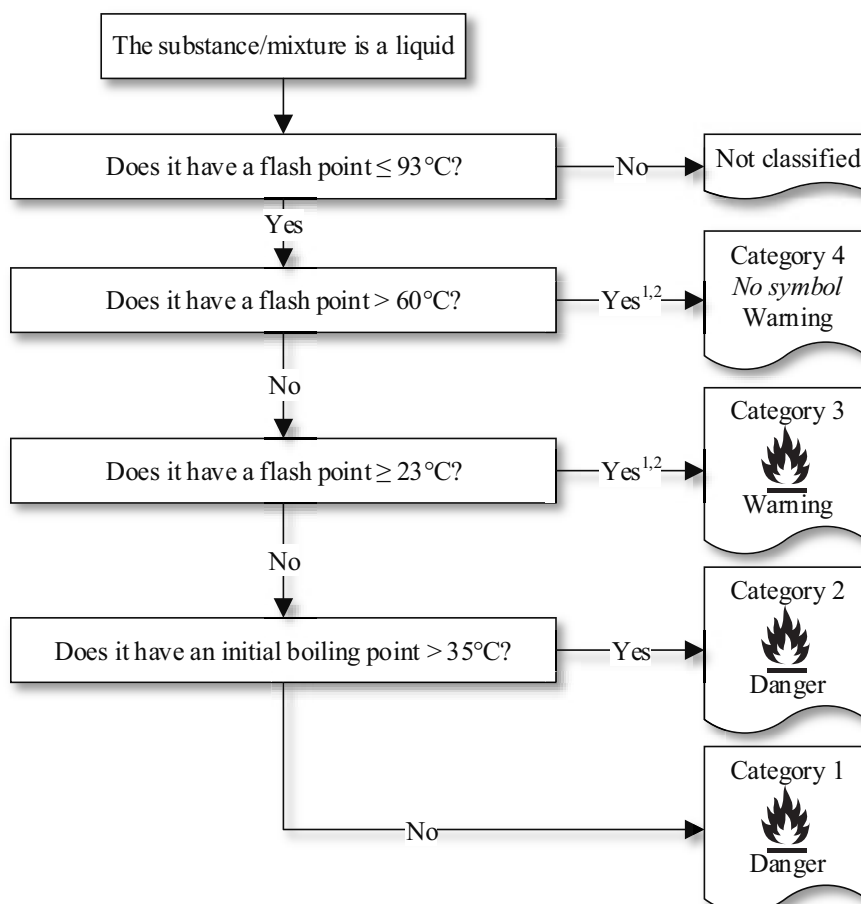 The substance/mixture is a liquid
Does it have a flash point ≤ 93°C?
No
Not classified
Yes
Does it have a flash point > 60°C?
Yes1,2
Category 4
No symbol
Warning
No
Does it have a flash point ≥ 23°C?
Yes1,2
Category 3
Warning
No
Does it have an initial boiling point > 35°C?
Yes
Category 2
Danger
No
Category 1
Danger